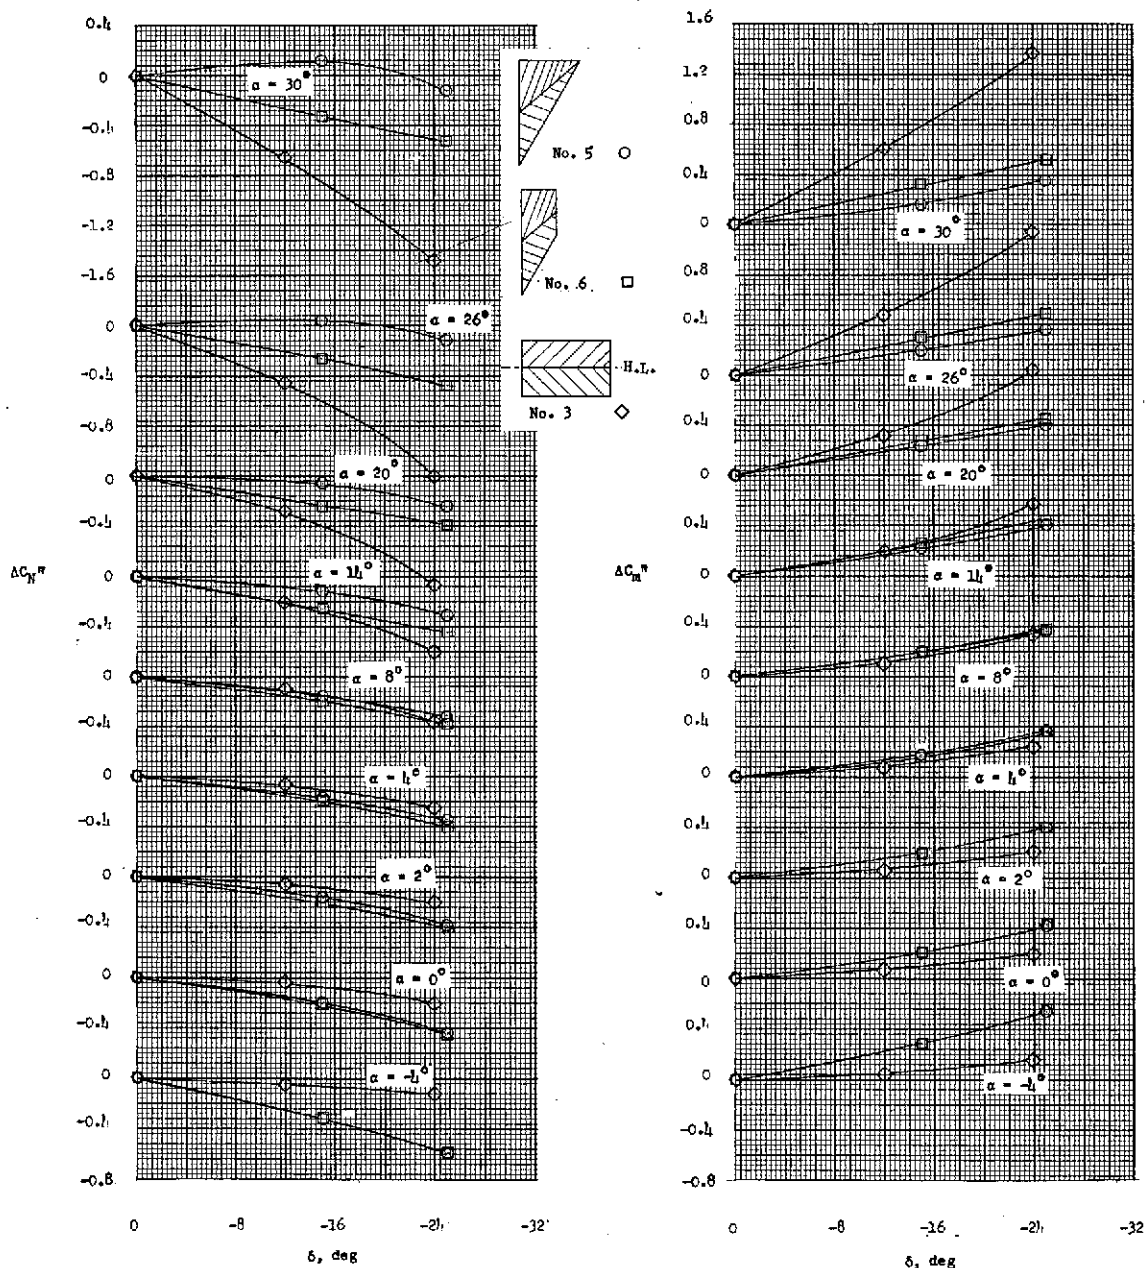 0.4
0
-0.4
-0.8
-1.2
-1.6
0
-0.4
-0.8
0
-0.4
0
-0.4
0
-0.4
0
-0.4
0
-0.4
0
-0.4
0
-0.4
-0.8
ΔC_N"
α = 30°
α = 26°
α = 20°
α = 14°
α = 8°
α = 4°
α = 2°
α = 0°
α = -4°
0 -8 -16 -24 -32
δ, deg
No. 5
No. 6
H.L.
No. 3
1.6
1.2
0.8
0.4
0
0.8
0.4
0
0.4
0
0.4
0
0.4
0
0.4
0
0.4
0
0.4
0
0.4
0
-0.4
-0.8
ΔC_m"
α = 30°
α = 26°
α = 20°
α = 14°
α = 8°
α = 4°
α = 2°
α = 0°
α = -4°
0 -8 -16 -24 -32
δ, deg